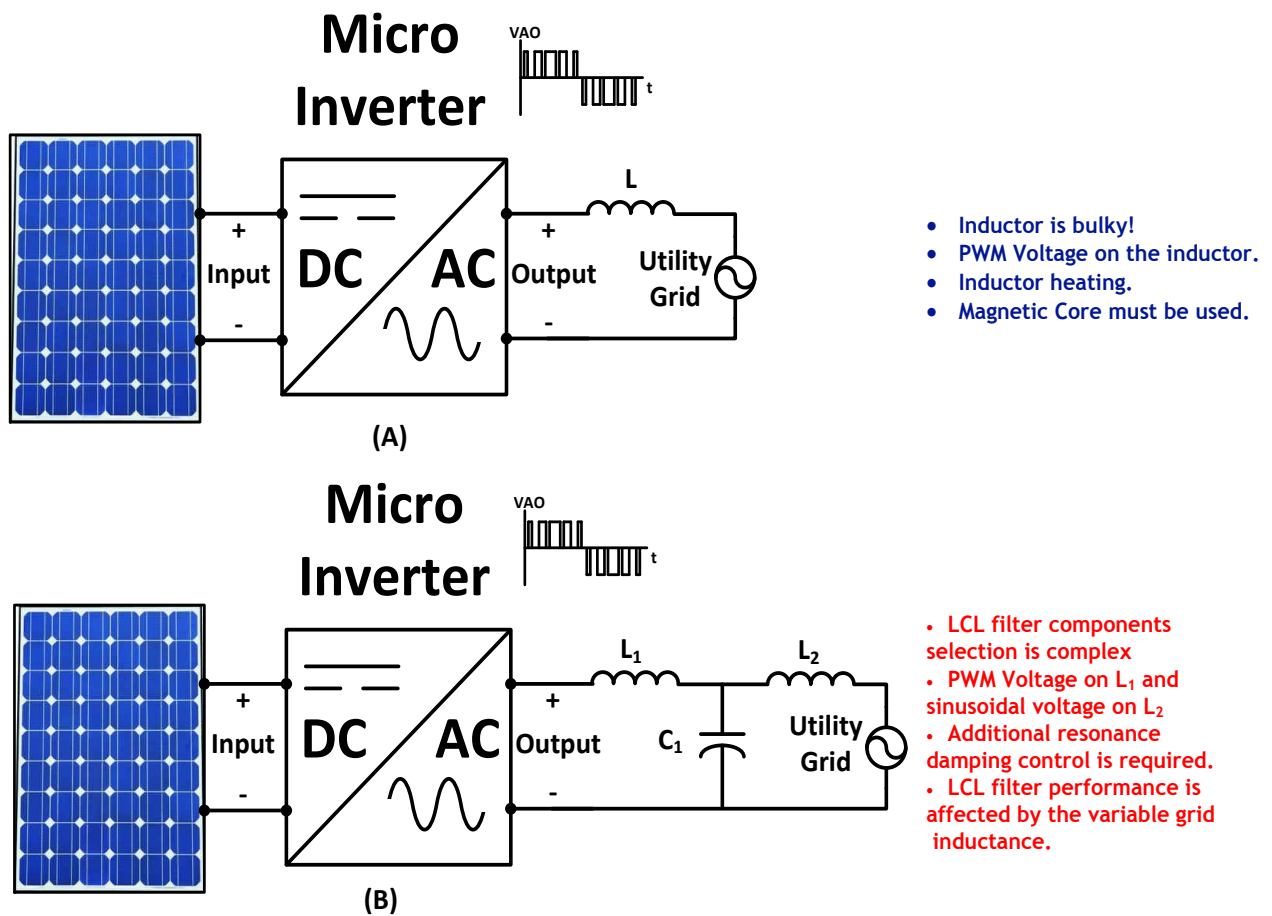 Micro
Inverter
VAO
t
L
+
Input
-
DC
AC
+
Output
-
Utility
Grid
• Inductor is bulky!
• PWM Voltage on the inductor.
• Inductor heating.
• Magnetic Core must be used.
(A)
Micro
Inverter
VAO
t
L1
L2
+
Input
-
DC
AC
+
Output
-
C1
Utility
Grid
• LCL filter components
selection is complex
• PWM Voltage on L1 and
sinusoidal voltage on L2
• Additional resonance
damping control is required.
• LCL filter performance is
affected by the variable grid
inductance.
(B)